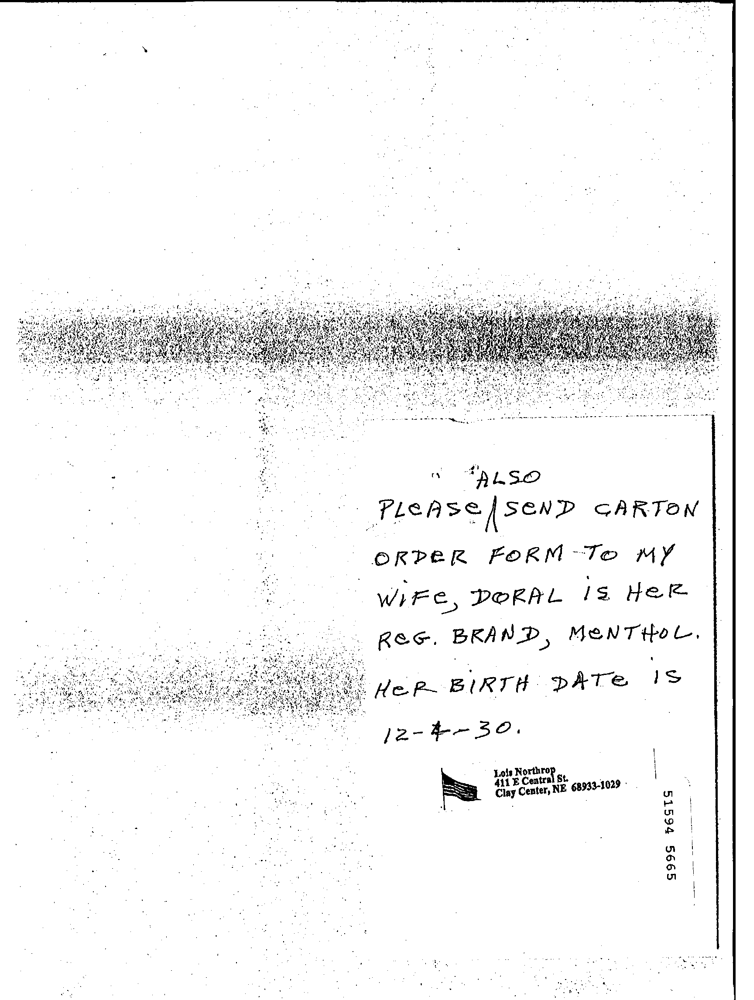 "ALSO
PLeASe/SeND CARTON
ORDeR FORM TO MY
WiFe, DORAL iS HeR
ReG. BRAND, MeNTHOL.
HeR BiRTH DATe iS
12-4-30.
Lois Northrop
411 E Central St.
Clay Center, NE 68933-1029
51594 5665